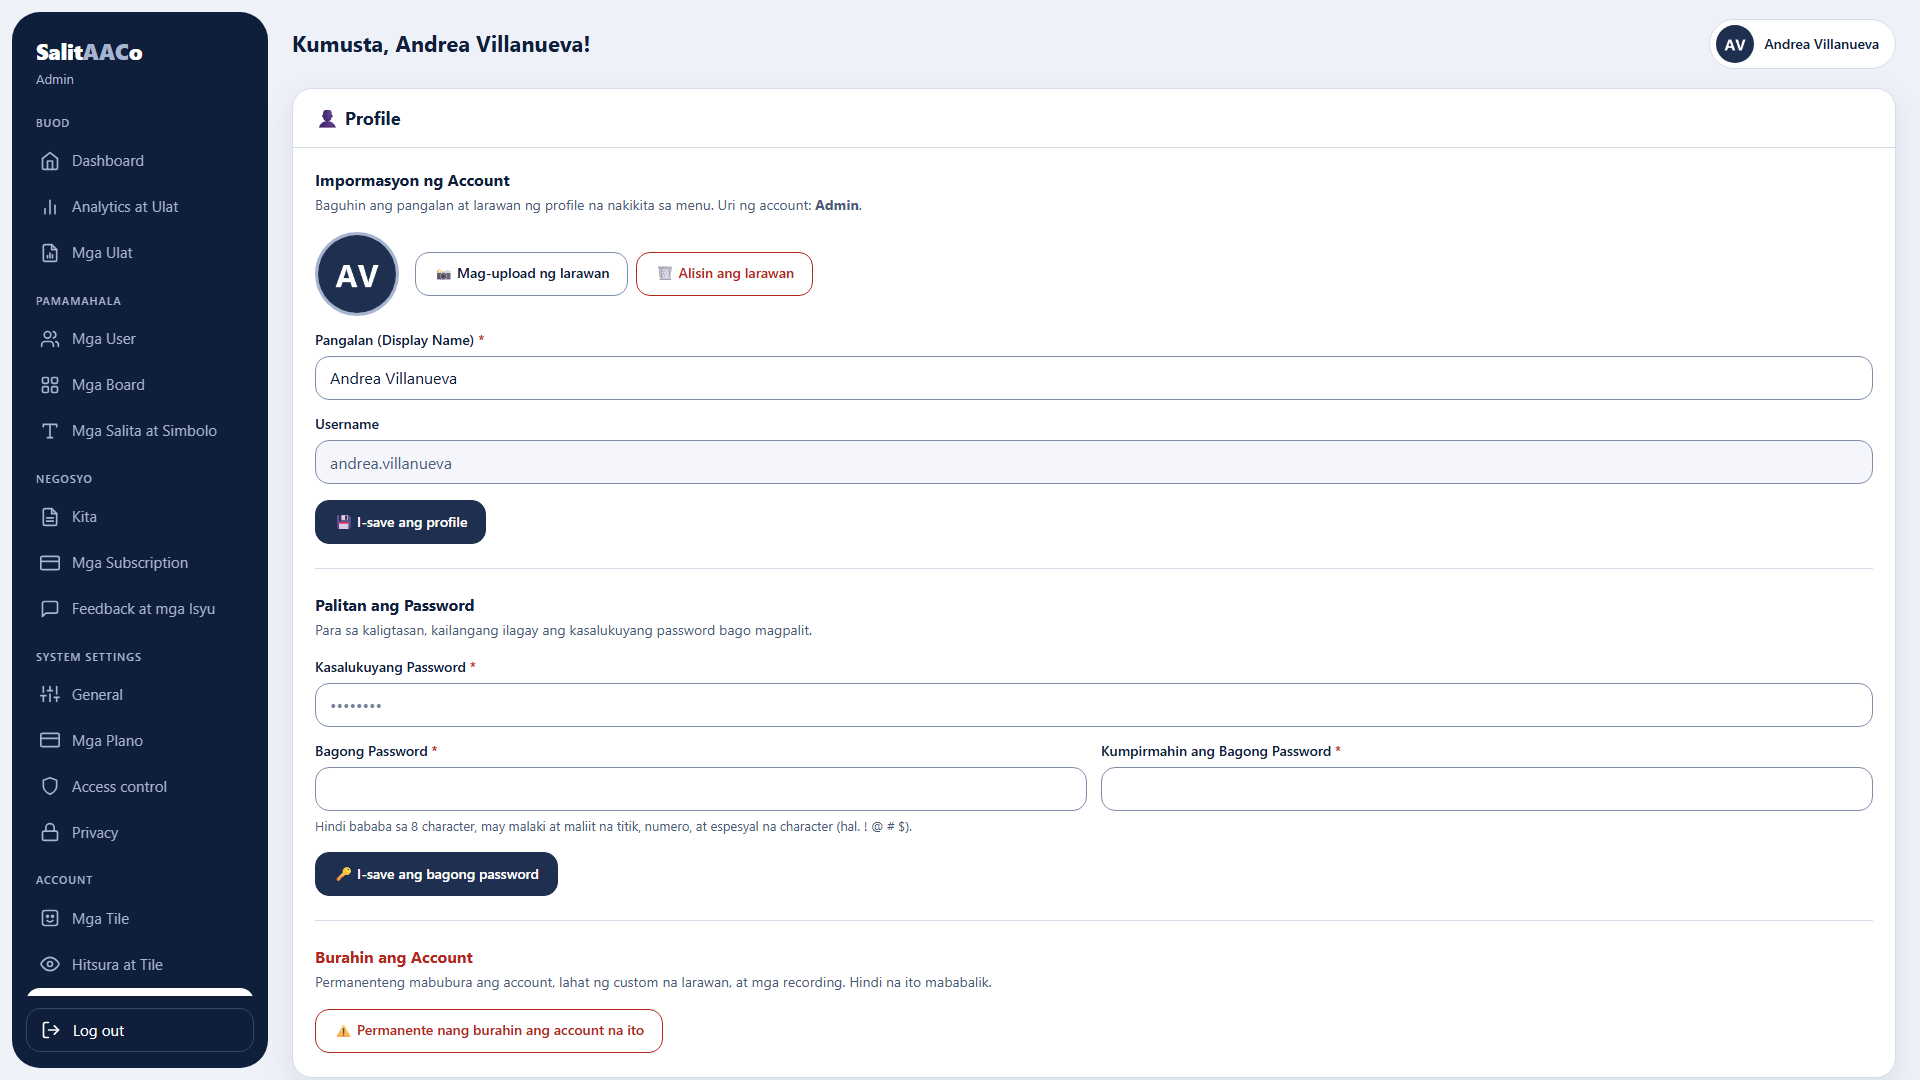 SalitAACo
Admin
BUOD
Dashboard
Analytics at Ulat
Mga Ulat
PAMAMAHALA
Mga User
Mga Board
Mga Salita at Simbolo
NEGOSYO
Kita
Mga Subscription
Feedback at mga Isyu
SYSTEM SETTINGS
General
Mga Plano
Access control
Privacy
ACCOUNT
Mga Tile
Hitsura at Tile
Log out
Kumusta, Andrea Villanueva!
AV Andrea Villanueva
Profile
Impormasyon ng Account
Baguhin ang pangalan at larawan ng profile na nakikita sa menu. Uri ng account: Admin.
AV
Mag-upload ng larawan
Alisin ang larawan
Pangalan (Display Name) *
Andrea Villanueva
Username
andrea.villanueva
I-save ang profile
Palitan ang Password
Para sa kaligtasan, kailangang ilagay ang kasalukuyang password bago magpalit.
Kasalukuyang Password *
••••••••
Bagong Password *
Kumpirmahin ang Bagong Password *
Hindi bababa sa 8 character, may malaki at maliit na titik, numero, at espesyal na character (hal. ! @ # $).
I-save ang bagong password
Burahin ang Account
Permanenteng mabubura ang account, lahat ng custom na larawan, at mga recording. Hindi na ito mababalik.
Permanente nang burahin ang account na ito